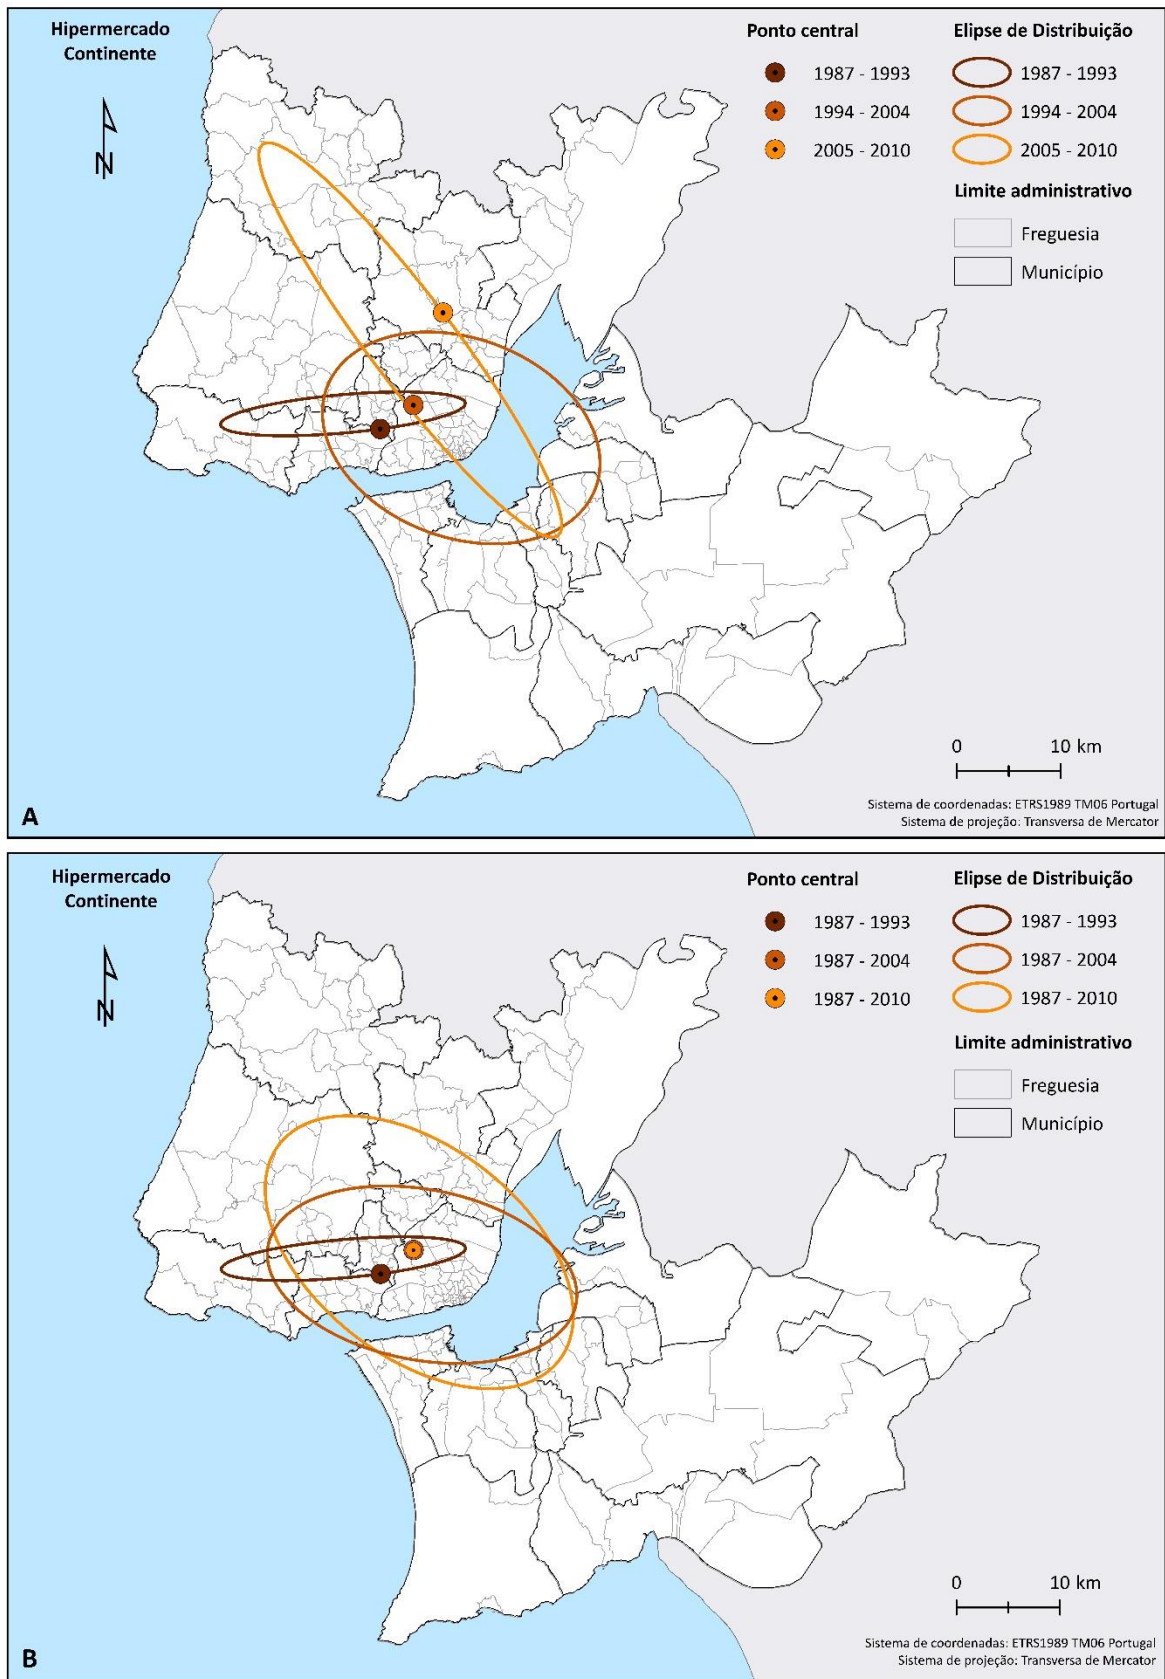 Hipermercado
Continente
N
Ponto central
1987 - 1993
1994 - 2004
2005 - 2010
Elipse de Distribuição
1987 - 1993
1994 - 2004
2005 - 2010
Limite administrativo
Freguesia
Município
0 10 km
Sistema de coordenadas: ETRS1989 TM06 Portugal
Sistema de projeção: Transversa de Mercator
A
Hipermercado
Continente
N
Ponto central
1987 - 1993
1987 - 2004
1987 - 2010
Elipse de Distribuição
1987 - 1993
1987 - 2004
1987 - 2010
Limite administrativo
Freguesia
Município
0 10 km
Sistema de coordenadas: ETRS1989 TM06 Portugal
Sistema de projeção: Transversa de Mercator
B